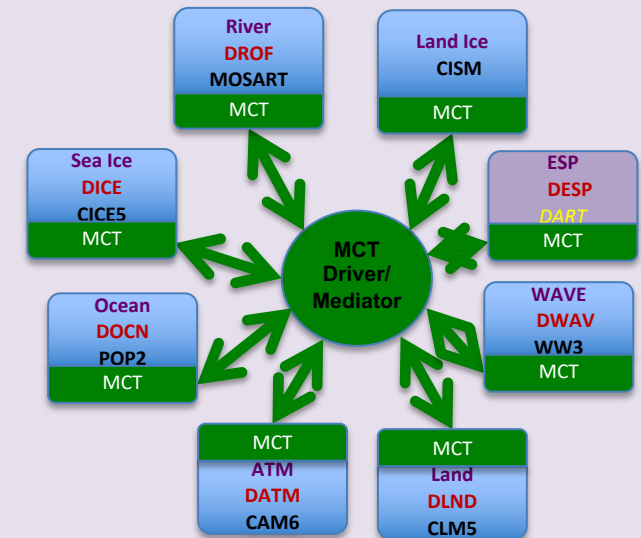 River
DROF
MOSART
MCT
Land Ice
CISM
MCT
Sea Ice
DICE
CICE5
MCT
ESP
DESP
DART
MCT
MCT
Driver/
Mediator
Ocean
DOCN
POP2
MCT
WAVE
DWAV
WW3
MCT
MCT
ATM
DATM
CAM6
MCT
Land
DLND
CLM5